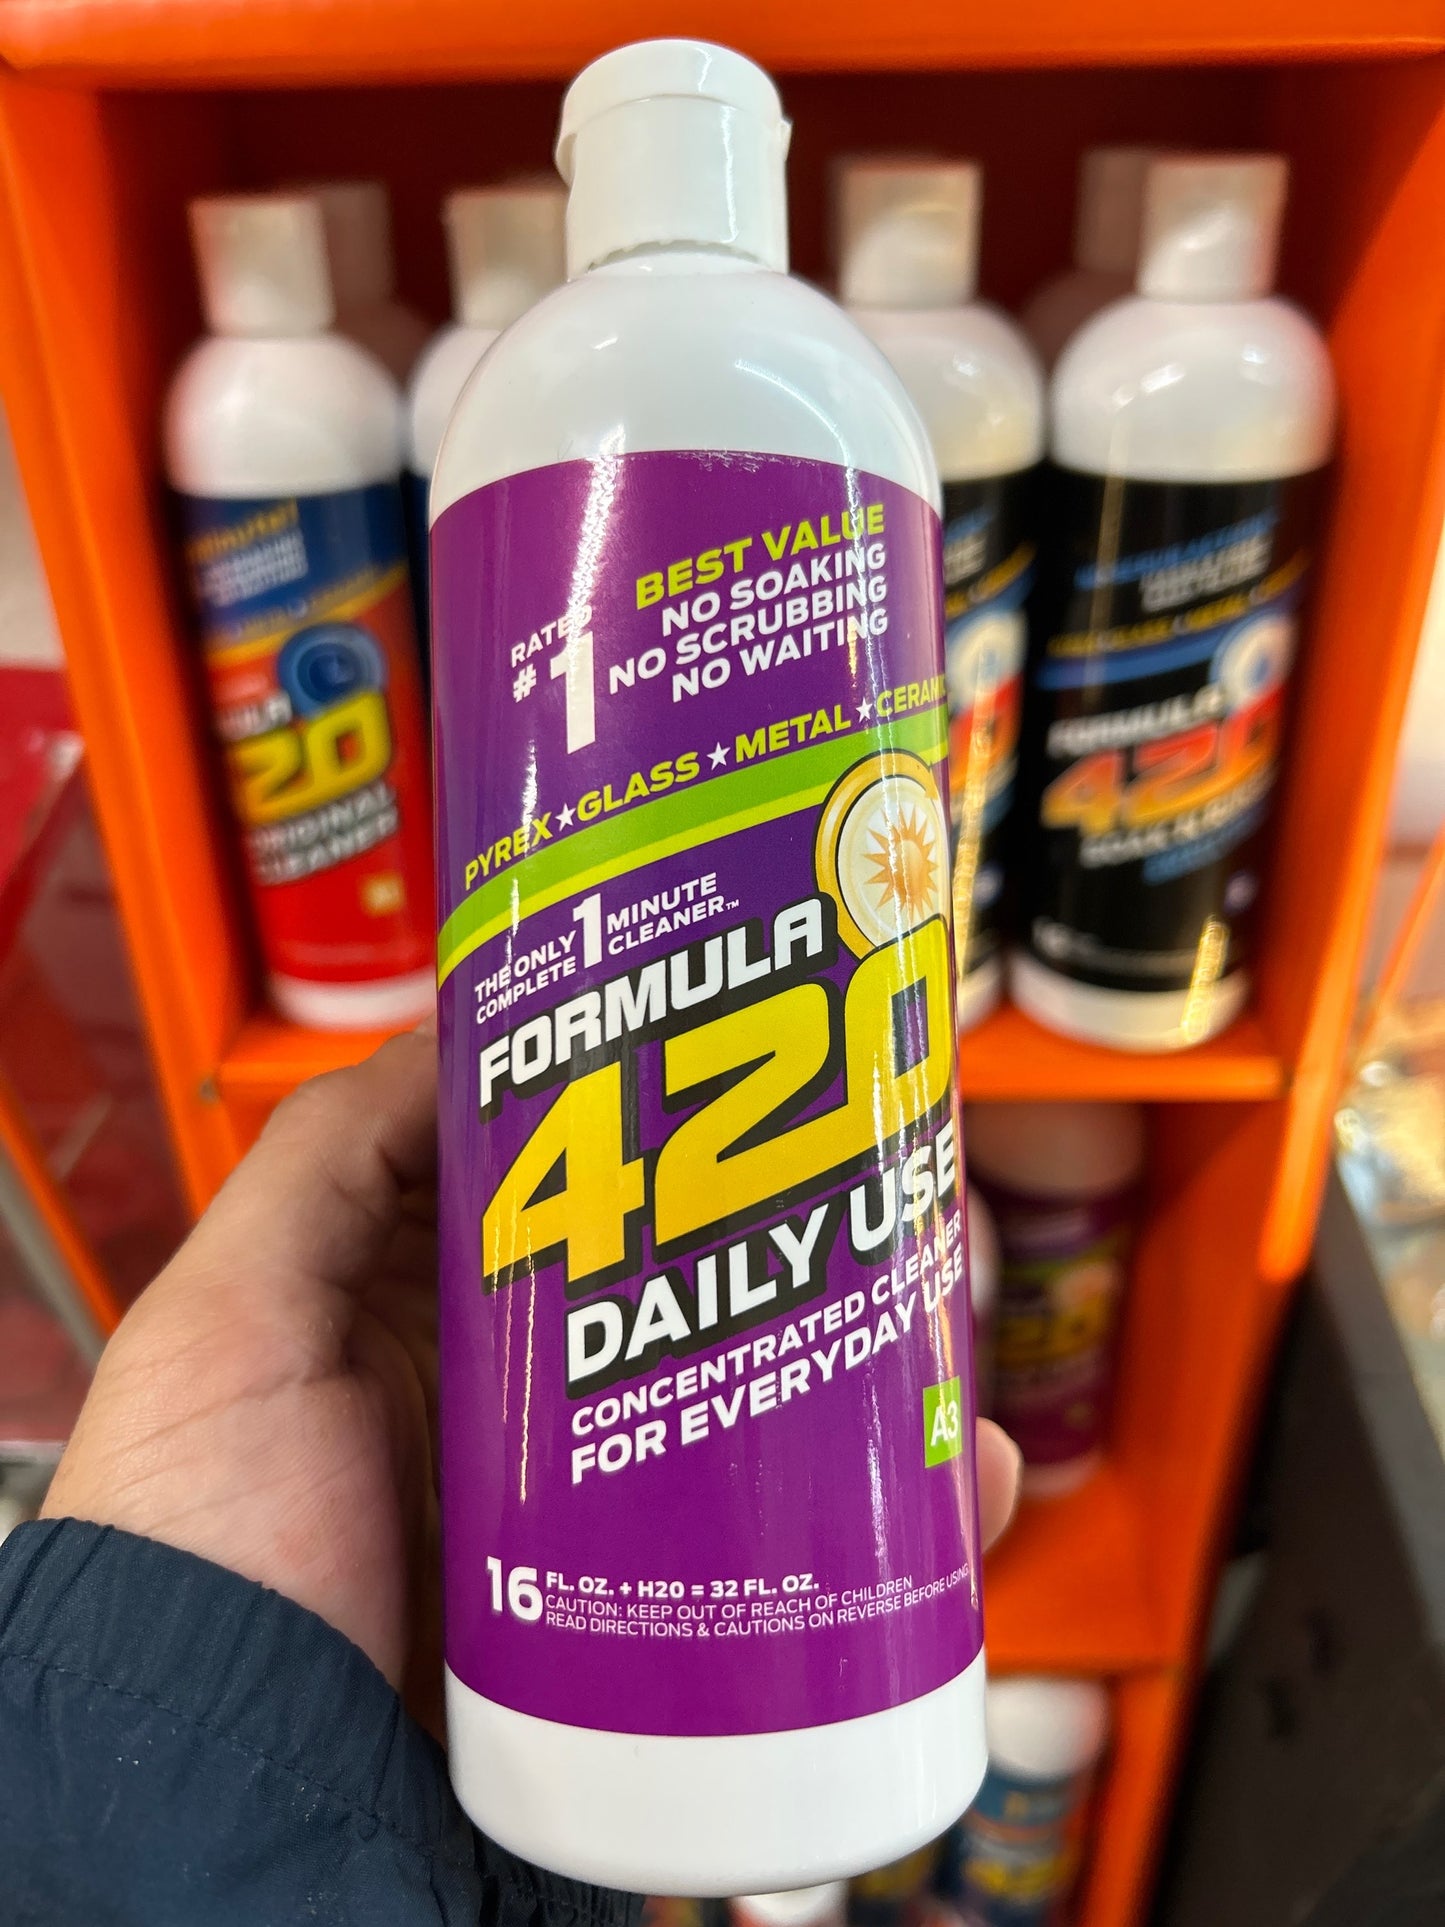 BEST VALUE
NO SOAKING
NO SCRUBBING
NO WAITING
RATED
#1
PYREX★GLASS★METAL★CERAMIC
THE ONLY 1 MINUTE
COMPLETE CLEANER™
FORMULA
420
DAILY USE
CONCENTRATED CLEANER
FOR EVERYDAY USE
A3
16 FL. OZ. + H20 = 32 FL. OZ.
CAUTION: KEEP OUT OF REACH OF CHILDREN
READ DIRECTIONS & CAUTIONS ON REVERSE BEFORE USING.
20
ORIGINAL
CLEANER
FORMULA
420